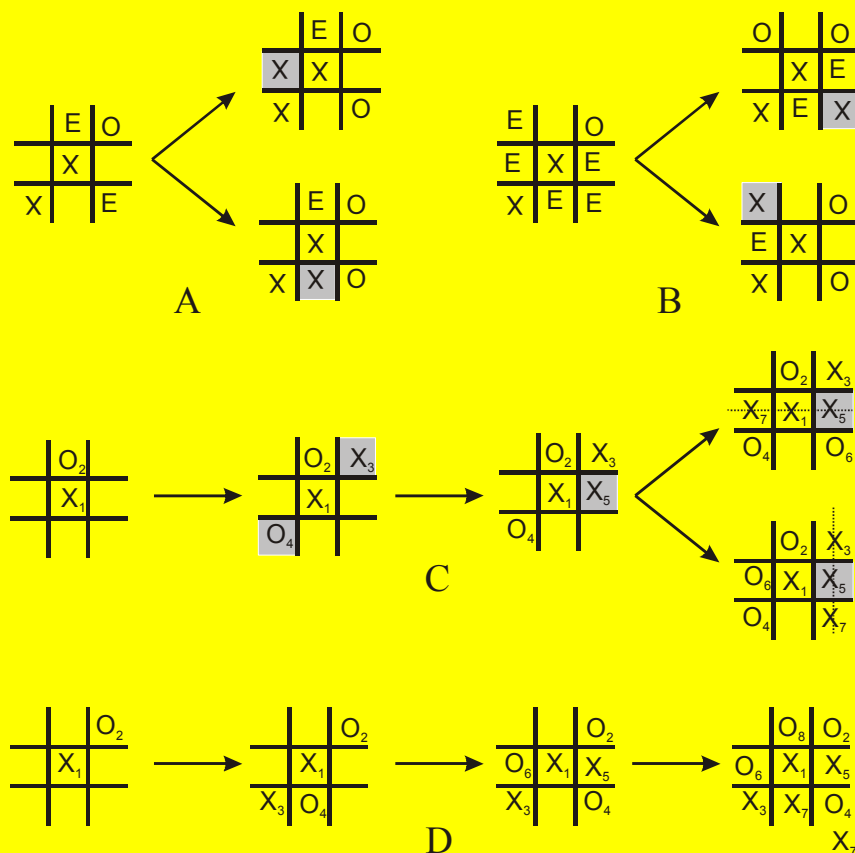 E O
X
X E
E O
X X
X O
E O
X
X X O
A
E O
E X E
X E E
O O
X E
X E X
X O
E X
X O
B
O₂
X₁
O₂ X₃
X₁
O₄
O₂ X₃
X₁ X₅
O₄
O₂ X₃
X₇ X₁ X₅
O₄ O₆
O₂ X₃
O₆ X₁ X₅
O₄ X₇
C
O₂
X₁
O₂
X₁
X₃ O₄
O₂
O₆ X₁ X₅
X₃ O₄
O₈ O₂
O₆ X₁ X₅
X₃ X₇ O₄
X₇
D